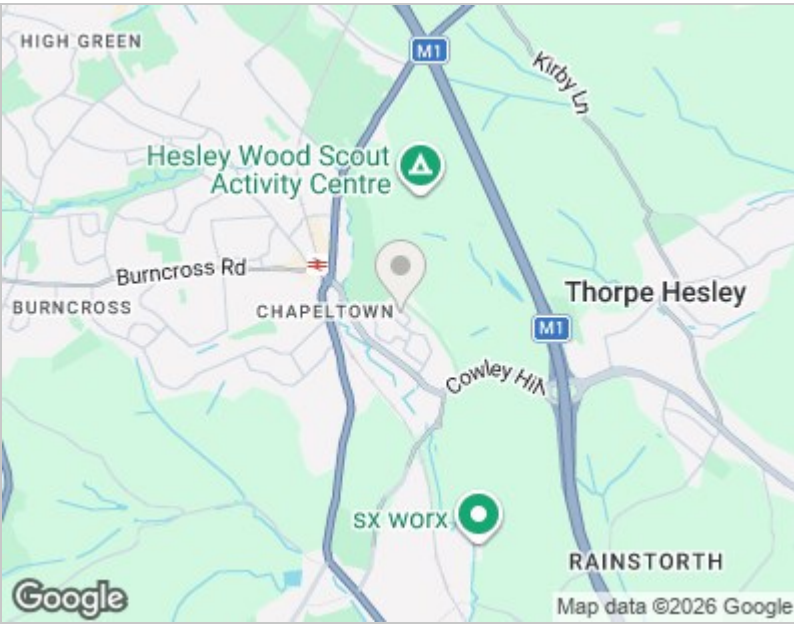 HIGH GREEN
M1
Kirby Ln
Hesley Wood Scout
Activity Centre
Burncross Rd
Thorpe Hesley
BURNCROSS
CHAPELTOWN
M1
Cowley Hill
sx worx
RAINSTORTH
Google
Map data ©2026 Google